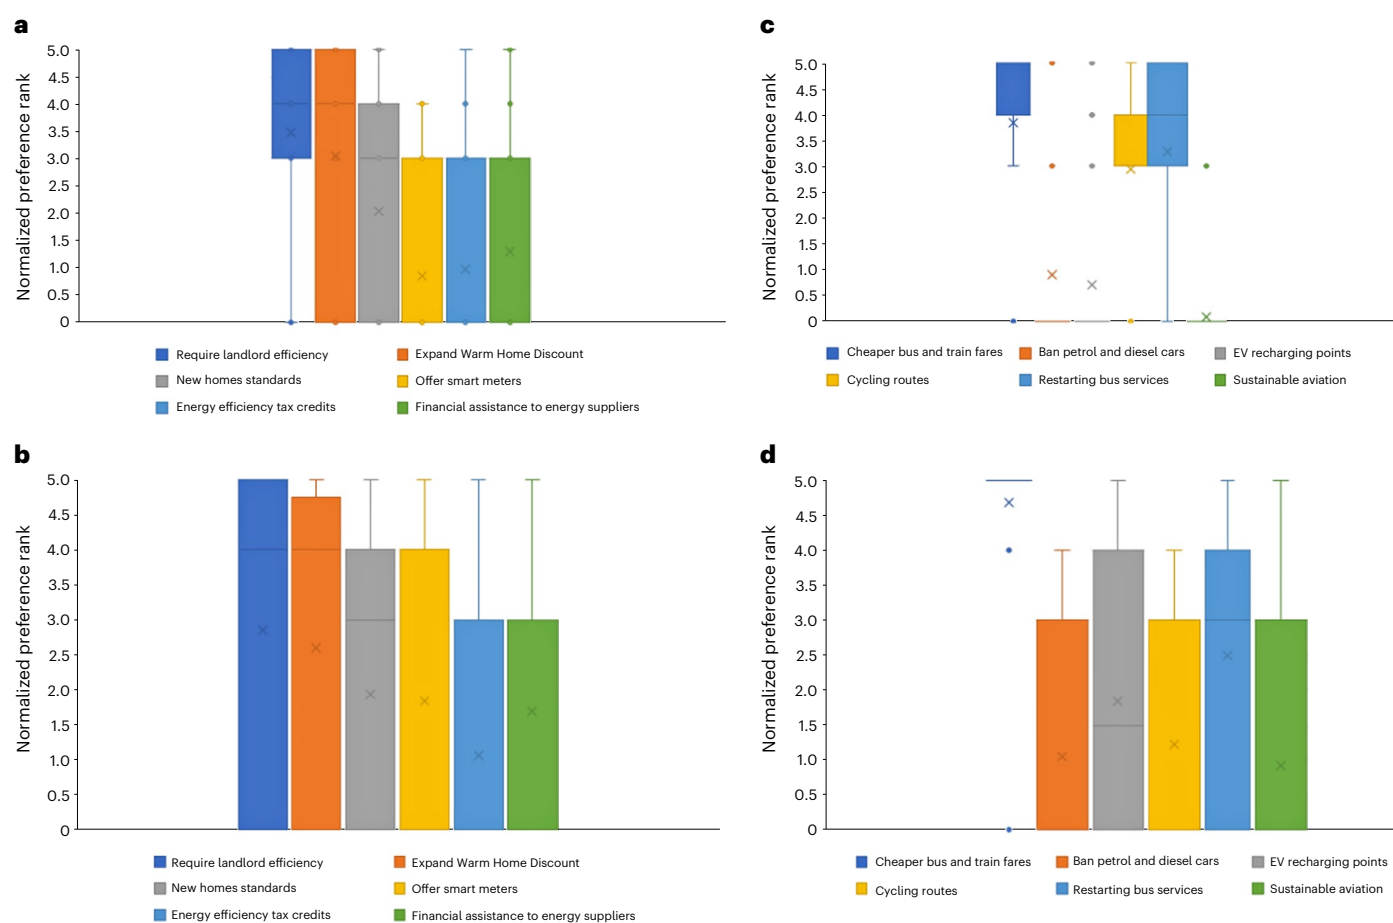 a
Normalized preference rank
5.0
4.5
4.0
3.5
3.0
2.5
2.0
1.5
1.0
0.5
0
Require landlord efficiency
Expand Warm Home Discount
New homes standards
Offer smart meters
Energy efficiency tax credits
Financial assistance to energy suppliers
c
Normalized preference rank
5.0
4.5
4.0
3.5
3.0
2.5
2.0
1.5
1.0
0.5
0
Cheaper bus and train fares
Ban petrol and diesel cars
EV recharging points
Cycling routes
Restarting bus services
Sustainable aviation
b
Normalized preference rank
5.0
4.5
4.0
3.5
3.0
2.5
2.0
1.5
1.0
0.5
0
Require landlord efficiency
Expand Warm Home Discount
New homes standards
Offer smart meters
Energy efficiency tax credits
Financial assistance to energy suppliers
d
Normalized preference rank
5.0
4.5
4.0
3.5
3.0
2.5
2.0
1.5
1.0
0.5
0
Cheaper bus and train fares
Ban petrol and diesel cars
EV recharging points
Cycling routes
Restarting bus services
Sustainable aviation